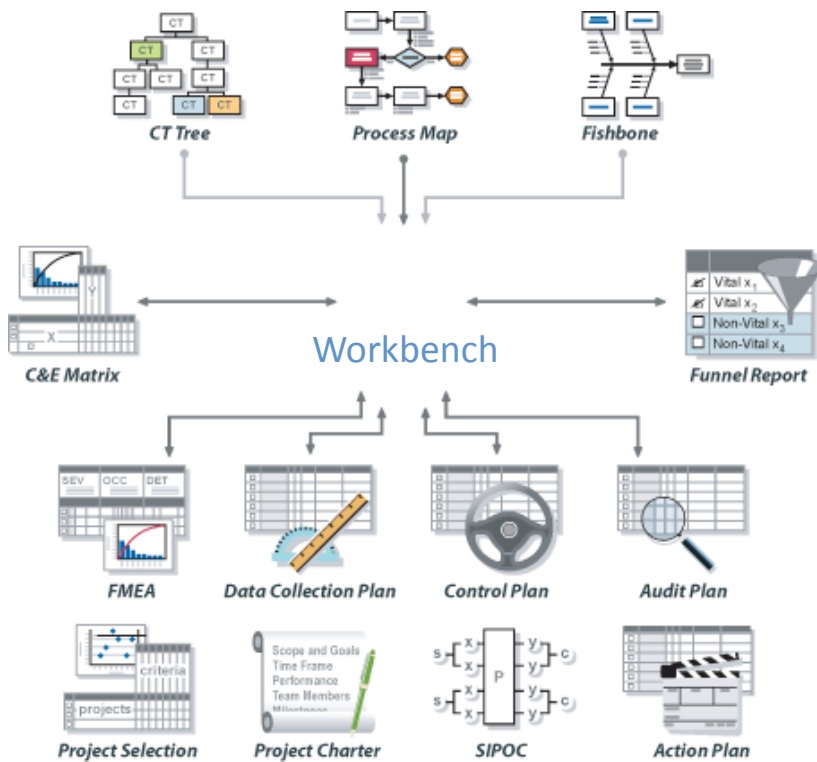 CT
CT
CT
CT
CT
CT
CT
CT
CT
CT Tree
Process Map
Fishbone
Y
X
C&E Matrix
Workbench
Vital x1
Vital x2
Non-Vital x3
Non-Vital x4
Funnel Report
SEV
OCC
DET
FMEA
Data Collection Plan
Control Plan
Audit Plan
criteria
projects
Project Selection
Scope and Goals
Time Frame
Performance
Team Members
Milestones
Project Charter
s x y c
x P y
s x y c
x y
SIPOC
Action Plan